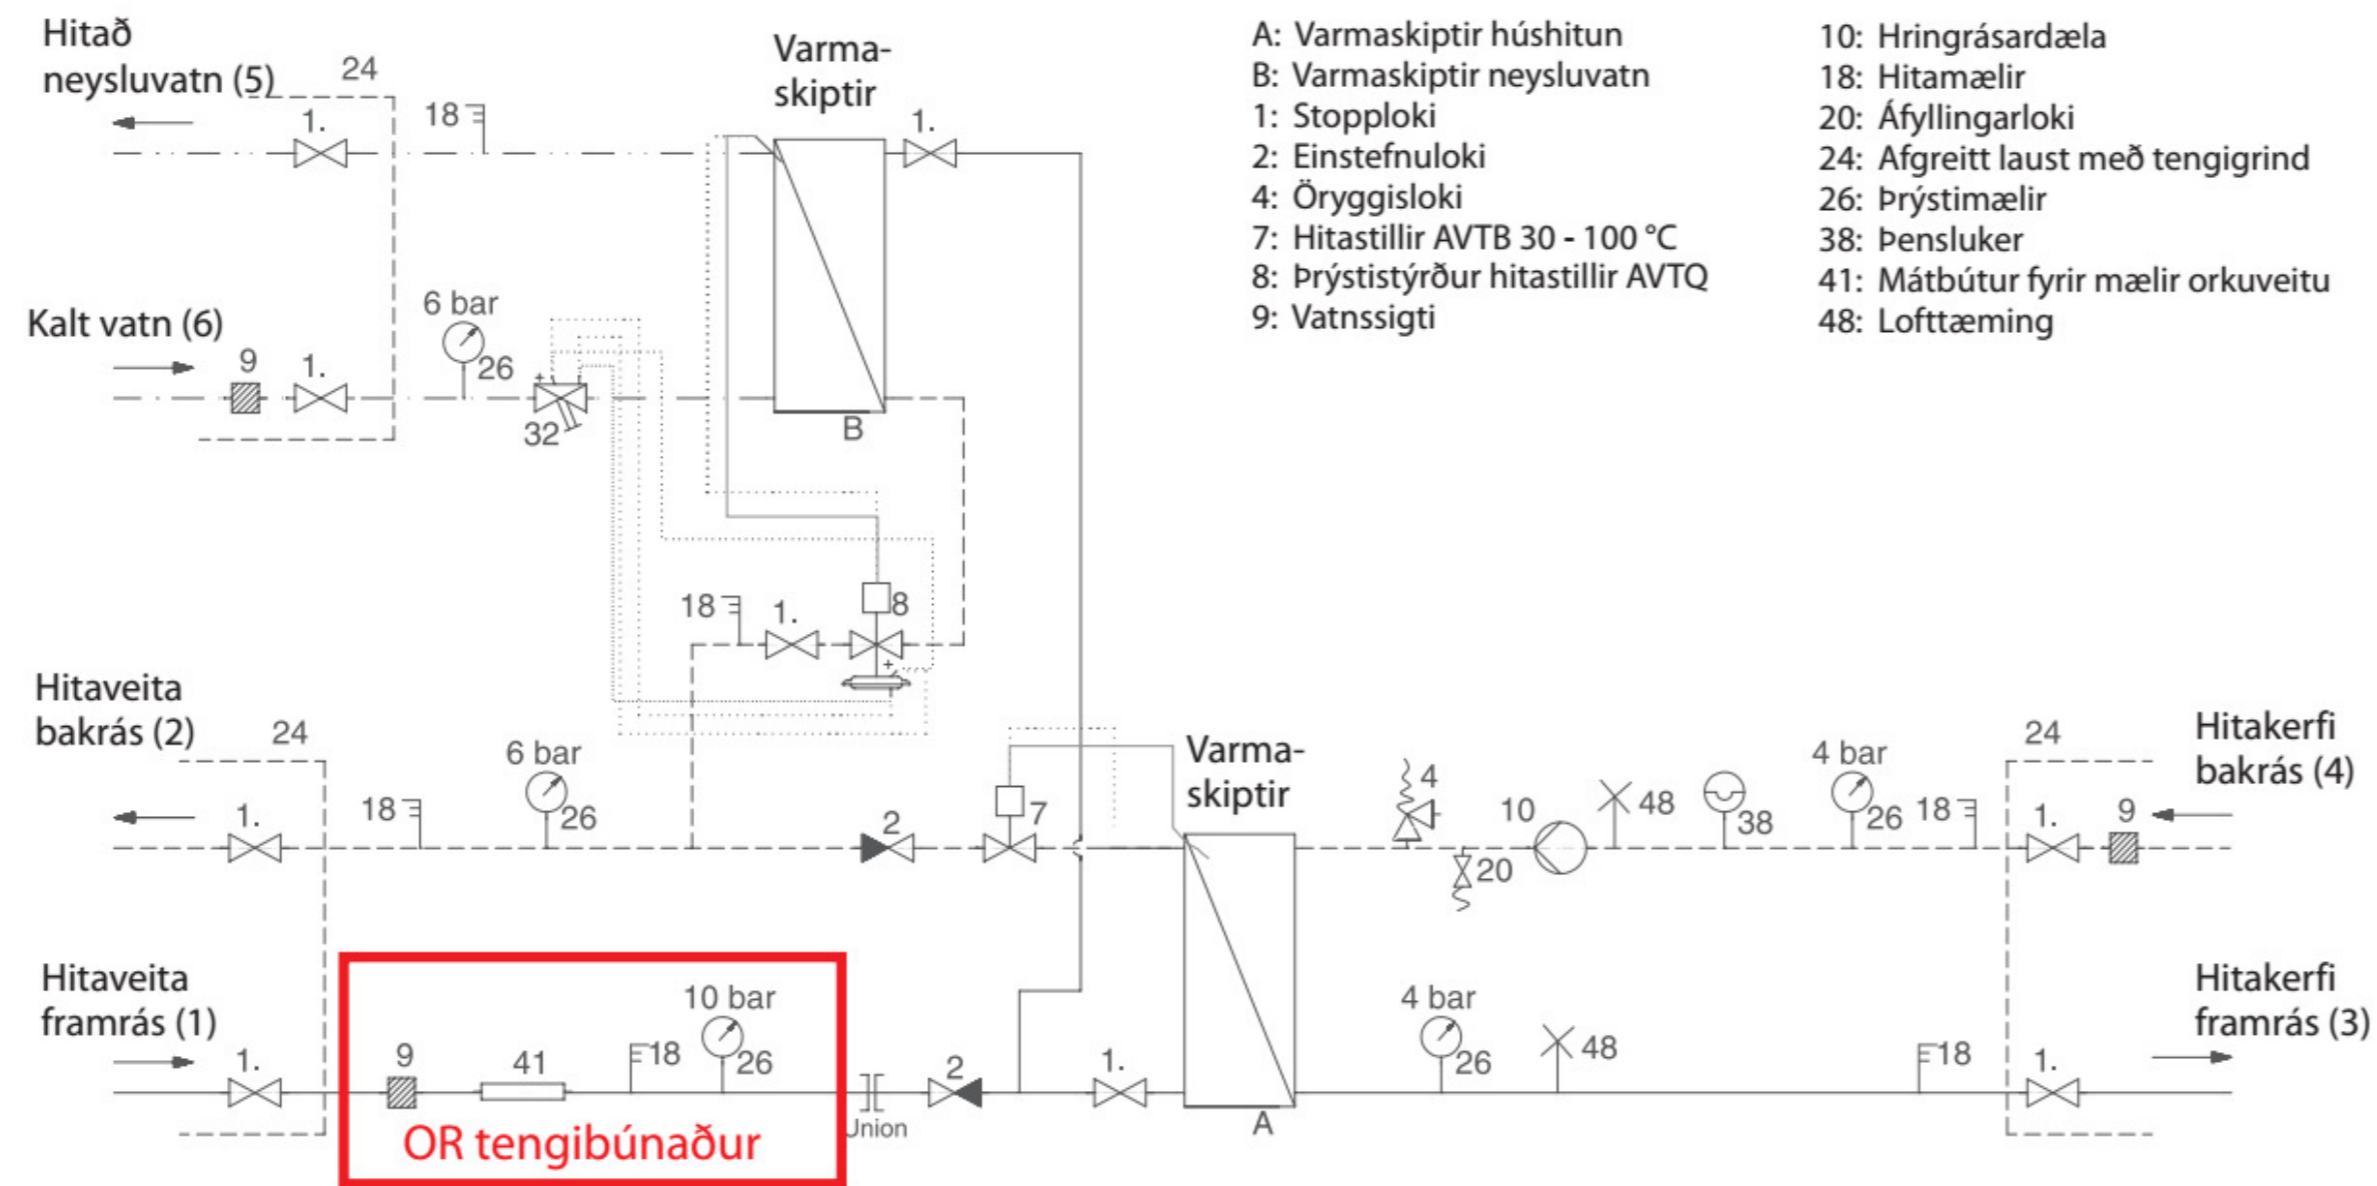 Hitað
neysluvatn (5)
24
1.
18
Varma-
skiptir
1.
B
Kalt vatn (6)
9
1.
6 bar
26
+
32
18
1.
8
+
A: Varmaskiptir húshitun
B: Varmaskiptir neysluvatn
1: Stopploki
2: Einstefnuloki
4: Öryggisloki
7: Hitastillir AVTB 30 - 100 °C
8: Þrýstistýrður hitastillir AVTQ
9: Vatnssigti
10: Hringrásardæla
18: Hitamælir
20: Áfyllingarloki
24: Afgreitt laust með tengigrind
26: Þrýstimælir
38: Þensluker
41: Mátbútur fyrir mælir orkuveitu
48: Lofttæming
Hitaveita
bakrás (2)
24
1.
18
6 bar
26
2
7
Varma-
skiptir
4
20
10
48
38
4 bar
26
18
24
1.
9
Hitakerfi
bakrás (4)
Hitaveita
framrás (1)
1.
9
41
18
10 bar
26
OR tengibúnaður
Union
2
1.
A
4 bar
26
48
18
1.
Hitakerfi
framrás (3)